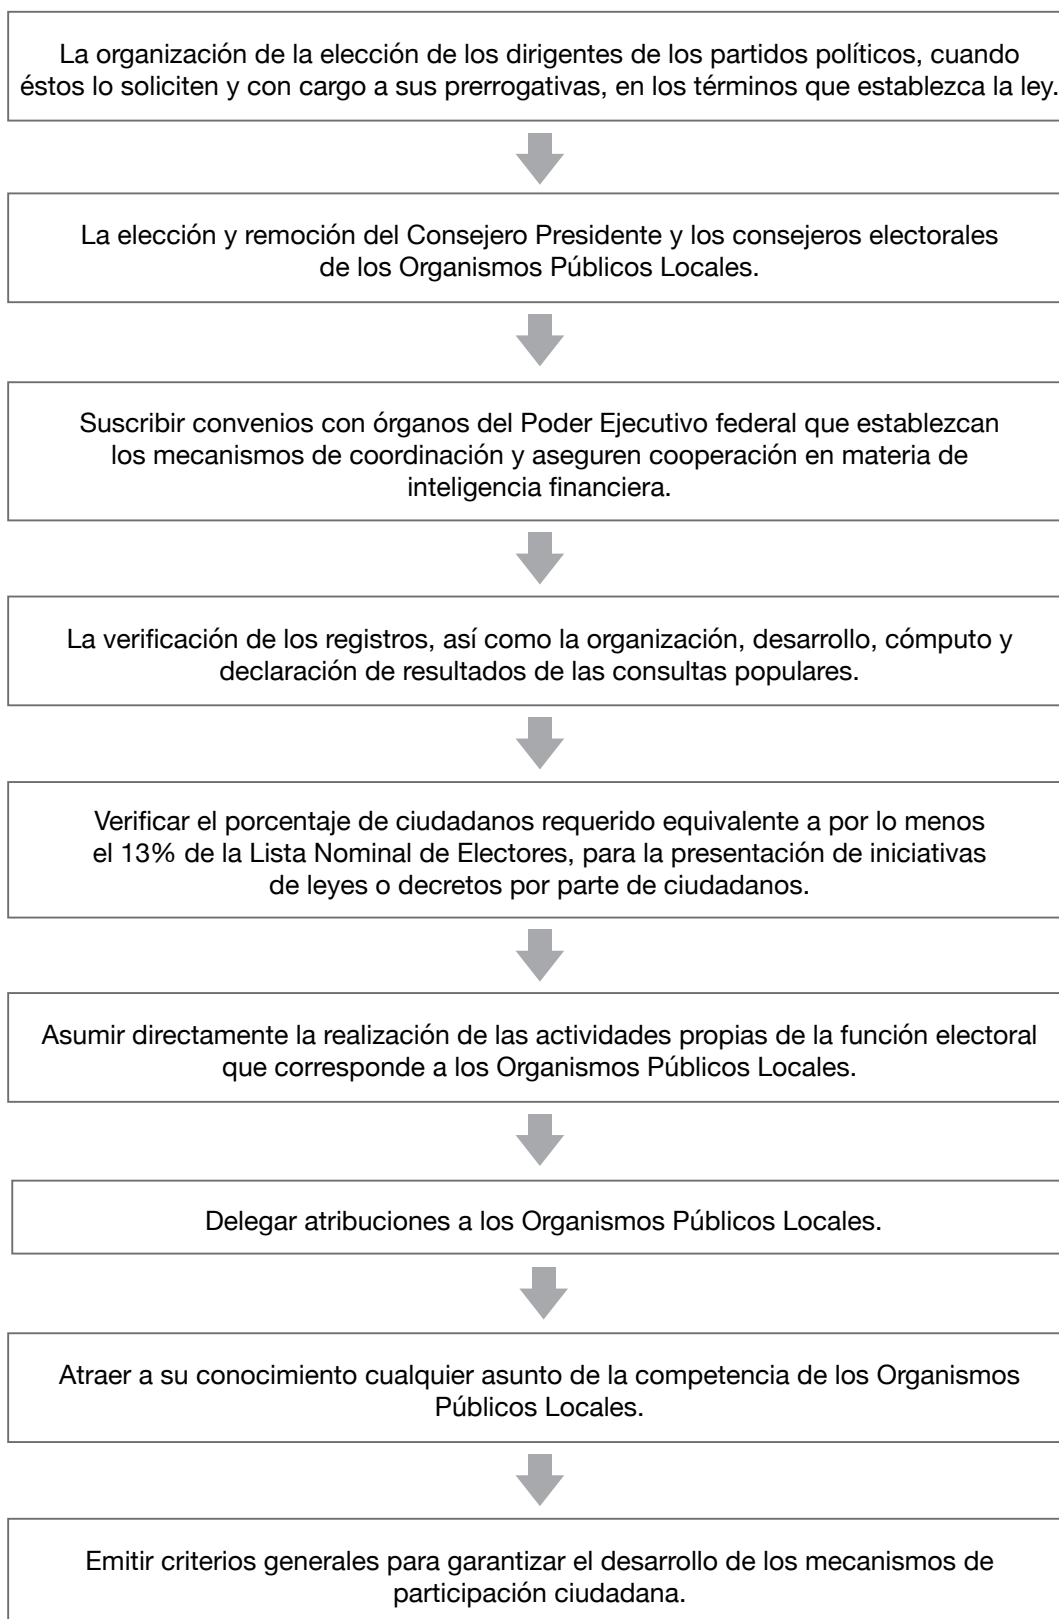 La organización de la elección de los dirigentes de los partidos políticos, cuando
éstos lo soliciten y con cargo a sus prerrogativas, en los términos que establezca la ley.
La elección y remoción del Consejero Presidente y los consejeros electorales
de los Organismos Públicos Locales.
Suscribir convenios con órganos del Poder Ejecutivo federal que establezcan
los mecanismos de coordinación y aseguren cooperación en materia de
inteligencia financiera.
La verificación de los registros, así como la organización, desarrollo, cómputo y
declaración de resultados de las consultas populares.
Verificar el porcentaje de ciudadanos requerido equivalente a por lo menos
el 13% de la Lista Nominal de Electores, para la presentación de iniciativas
de leyes o decretos por parte de ciudadanos.
Asumir directamente la realización de las actividades propias de la función electoral
que corresponde a los Organismos Públicos Locales.
Delegar atribuciones a los Organismos Públicos Locales.
Atraer a su conocimiento cualquier asunto de la competencia de los Organismos
Públicos Locales.
Emitir criterios generales para garantizar el desarrollo de los mecanismos de
participación ciudadana.